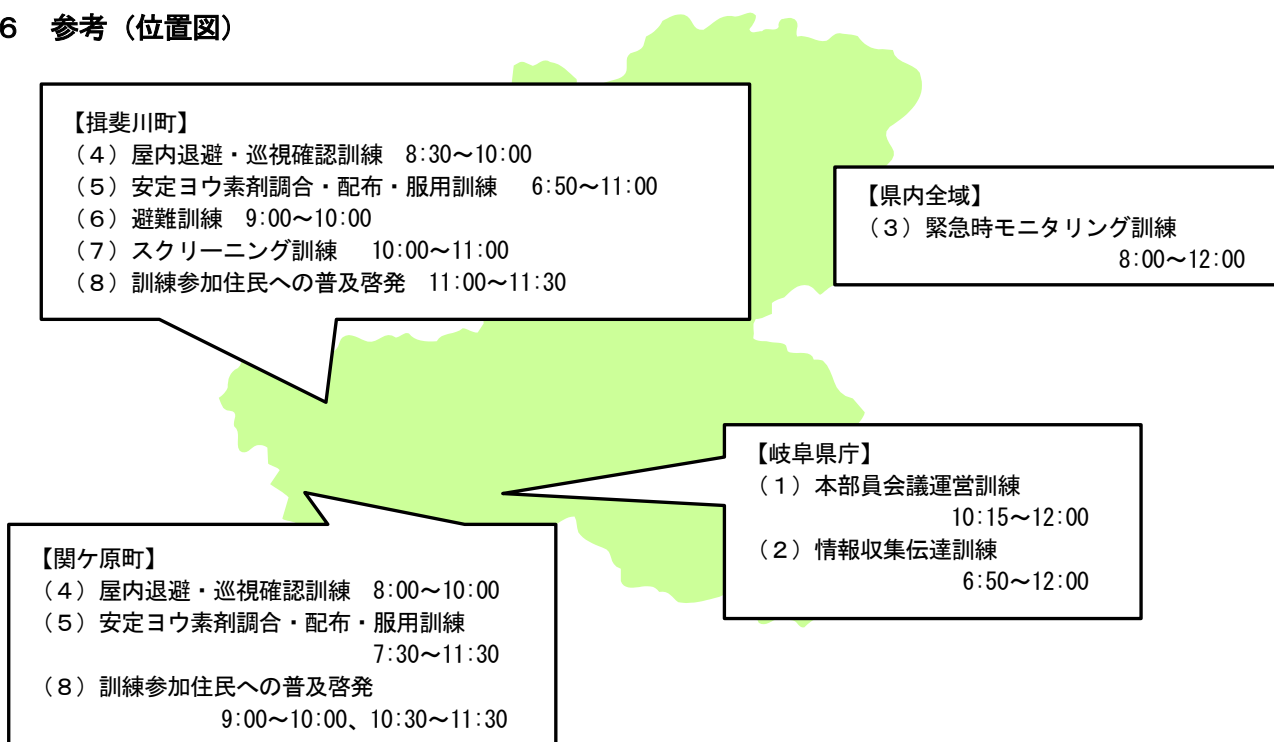 6　参考（位置図）
【揖斐川町】
（４）屋内退避・巡視確認訓練　8:30～10:00
（５）安定ヨウ素剤調合・配布・服用訓練　6:50～11:00
（６）避難訓練　9:00～10:00
（７）スクリーニング訓練　10:00～11:00
（８）訓練参加住民への普及啓発　11:00～11:30
【県内全域】
（３）緊急時モニタリング訓練
8:00～12:00
【岐阜県庁】
（１）本部員会議運営訓練
10:15～12:00
（２）情報収集伝達訓練
6:50～12:00
【関ケ原町】
（４）屋内退避・巡視確認訓練　8:00～10:00
（５）安定ヨウ素剤調合・配布・服用訓練
7:30～11:30
（８）訓練参加住民への普及啓発
9:00～10:00、10:30～11:30